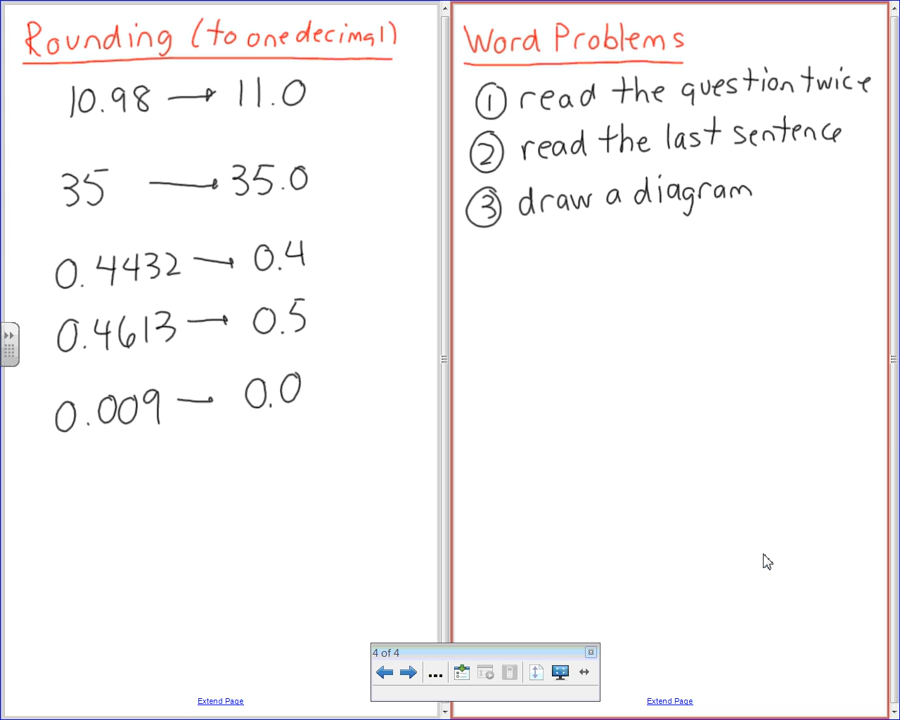 Rounding (to one decimal)
10.98 → 11.0
35 → 35.0
0.4432 → 0.4
0.4613 → 0.5
0.009 → 0.0
Extend Page
Word Problems
① read the question twice
② read the last sentence
③ draw a diagram
Extend Page
4 of 4